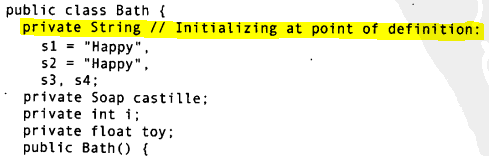 public class Bath {
private String // Initializing at point of definition:
s1 = "Happy",
s2 = "Happy",
s3, s4;
private Soap castille;
private int i;
private float toy;
public Bath() {